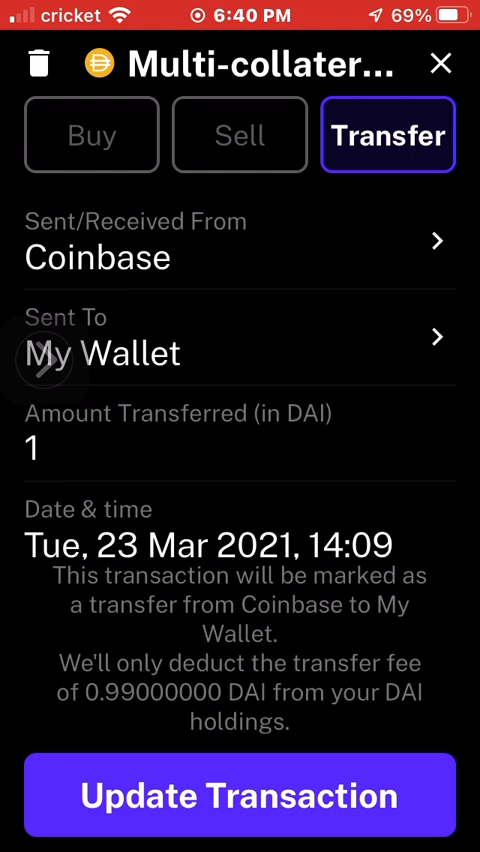 cricket 6:40 PM 69%
Multi-collater...
Buy Sell Transfer
Sent/Received From
Coinbase
Sent To
My Wallet
Amount Transferred (in DAI)
1
Date & time
Tue, 23 Mar 2021, 14:09
This transaction will be marked as
a transfer from Coinbase to My
Wallet.
We'll only deduct the transfer fee
of 0.99000000 DAI from your DAI
holdings.
Update Transaction